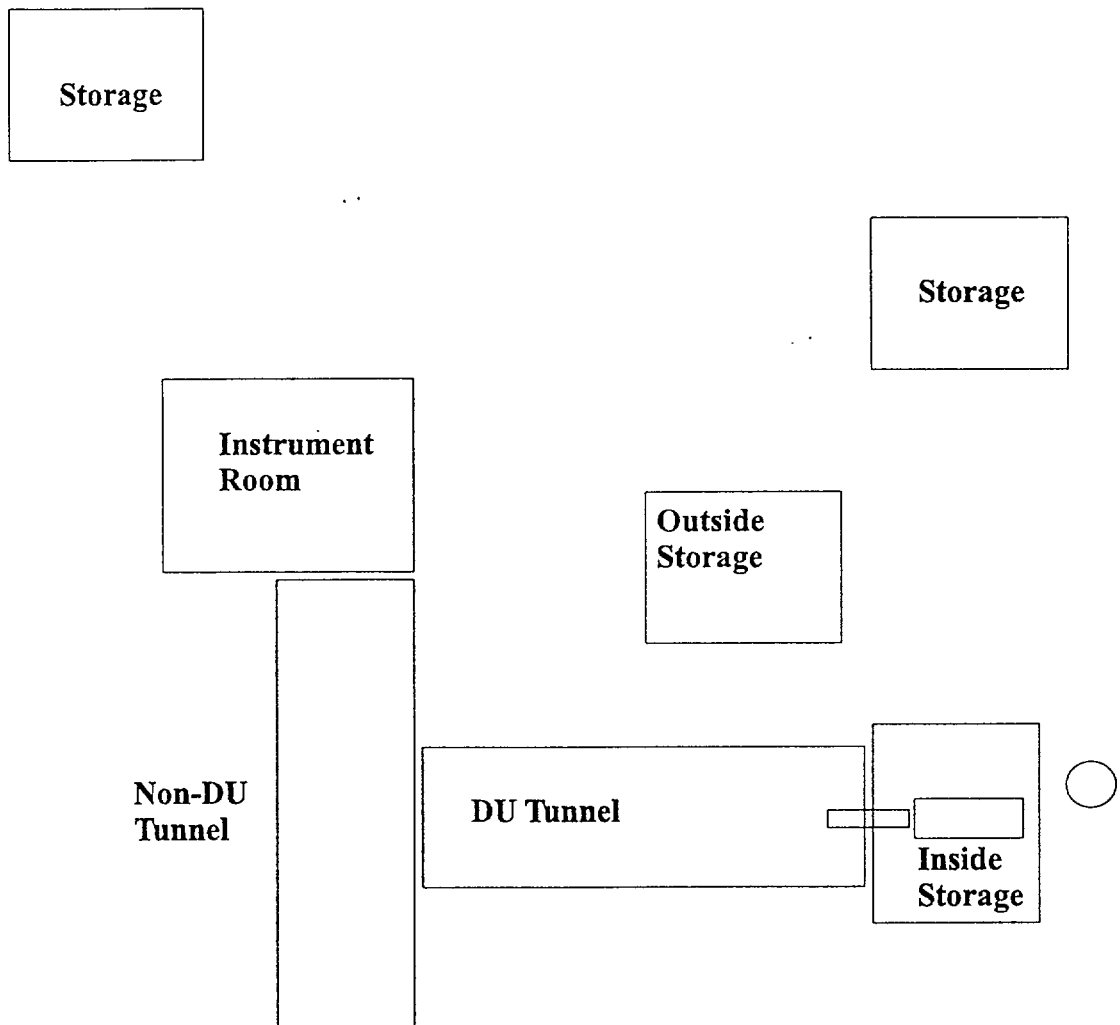 Storage
Storage
Instrument
Room
Outside
Storage
Non-DU
Tunnel
DU Tunnel
Inside
Storage